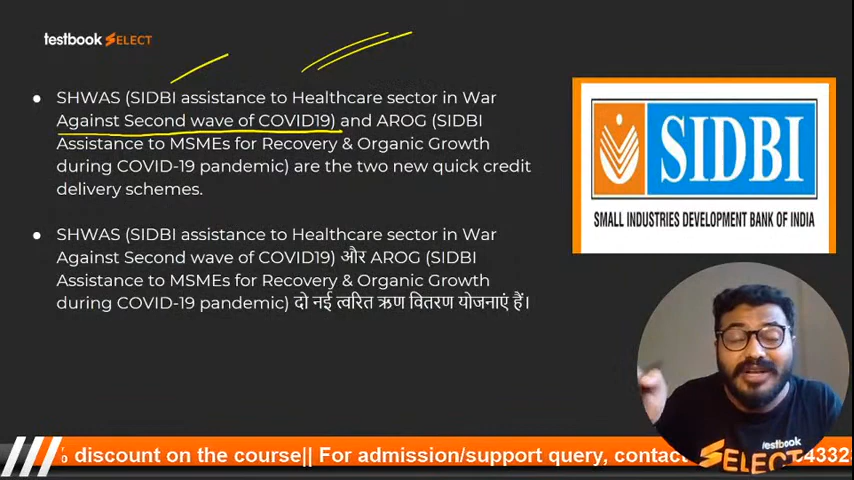 testbook SELECT
SHWAS (SIDBI assistance to Healthcare sector in War
Against Second wave of COVID19) and AROG (SIDBI
Assistance to MSMEs for Recovery & Organic Growth
during COVID-19 pandemic) are the two new quick credit
delivery schemes.
SHWAS (SIDBI assistance to Healthcare sector in War
Against Second wave of COVID19) और AROG (SIDBI
Assistance to MSMEs for Recovery & Organic Growth
during COVID-19 pandemic) दो नई त्वरित ऋण वितरण योजनाएं हैं।
SIDBI
SMALL INDUSTRIES DEVELOPMENT BANK OF INDIA
testbook
SELECT
% discount on the course|| For admission/support query, contact